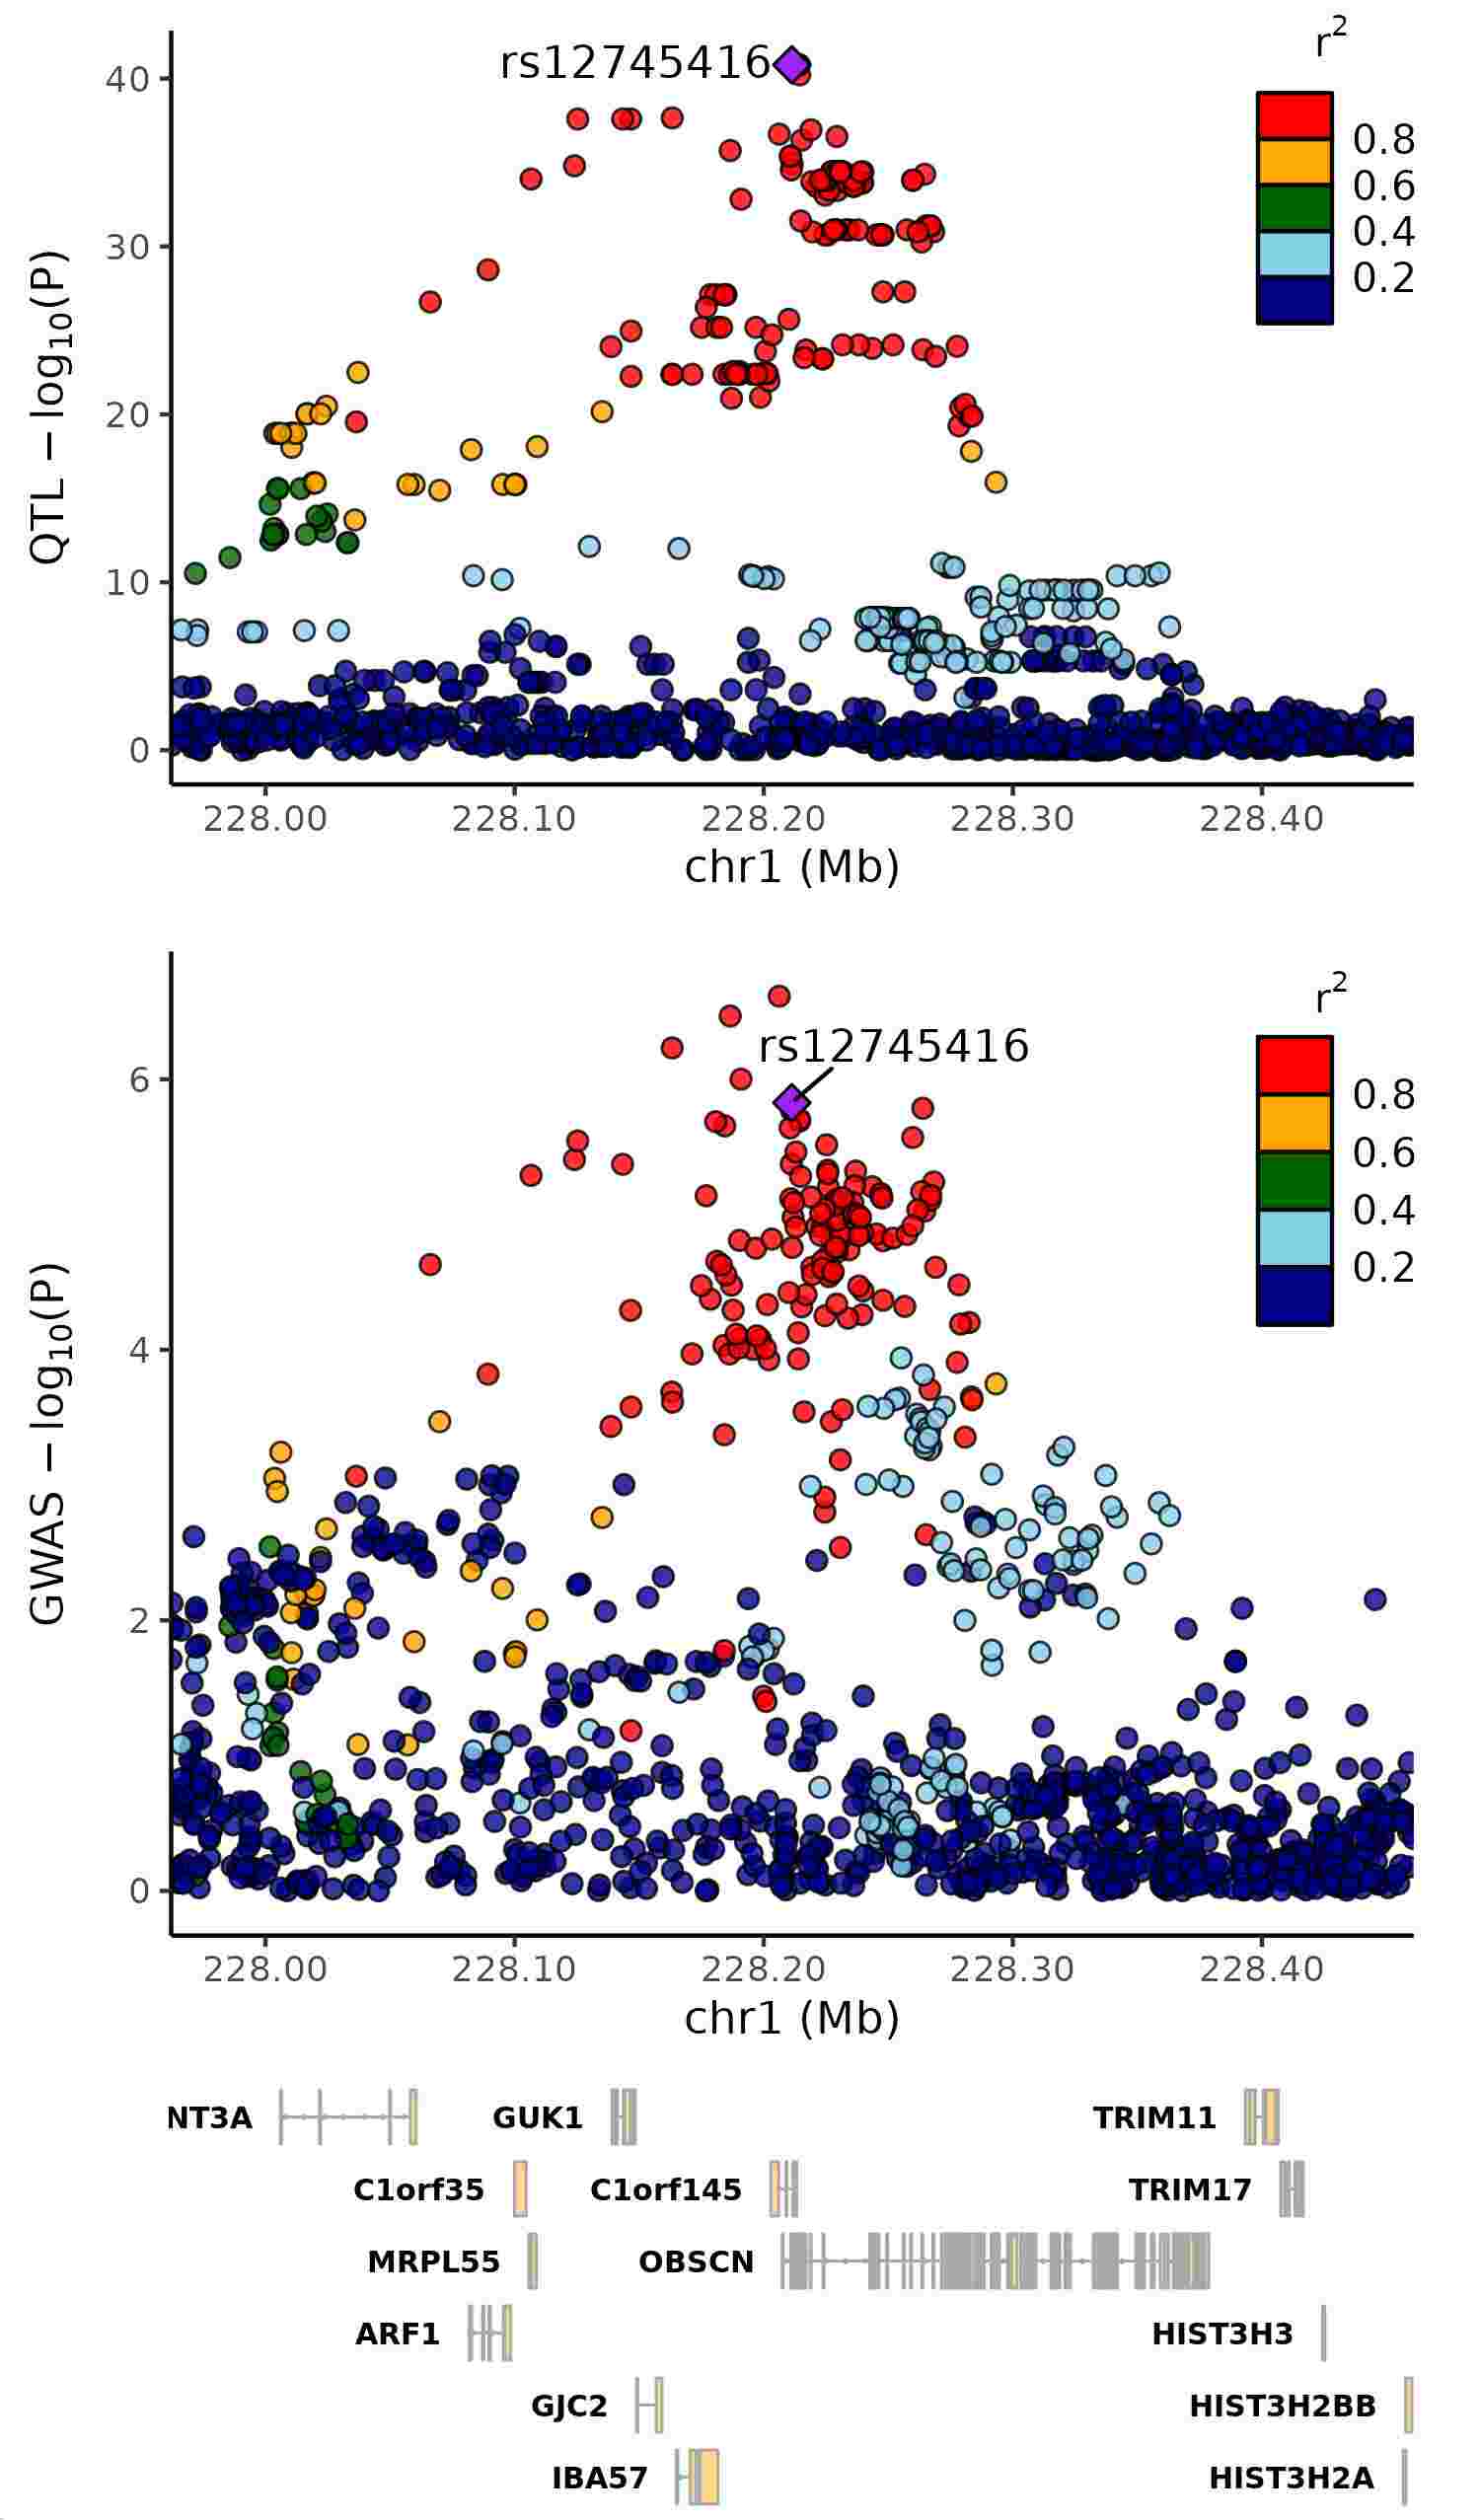 r²
rs12745416
40
30
20
10
0
0.8
0.6
0.4
0.2
QTL − log₁₀(P)
228.00 228.10 228.20 228.30 228.40
chr1 (Mb)
r²
rs12745416
6
4
2
0
0.8
0.6
0.4
0.2
GWAS − log₁₀(P)
228.00 228.10 228.20 228.30 228.40
chr1 (Mb)
NT3A GUK1 TRIM11
C1orf35 C1orf145 TRIM17
MRPL55 OBSCN
ARF1 HIST3H3
GJC2 HIST3H2BB
IBA57 HIST3H2A